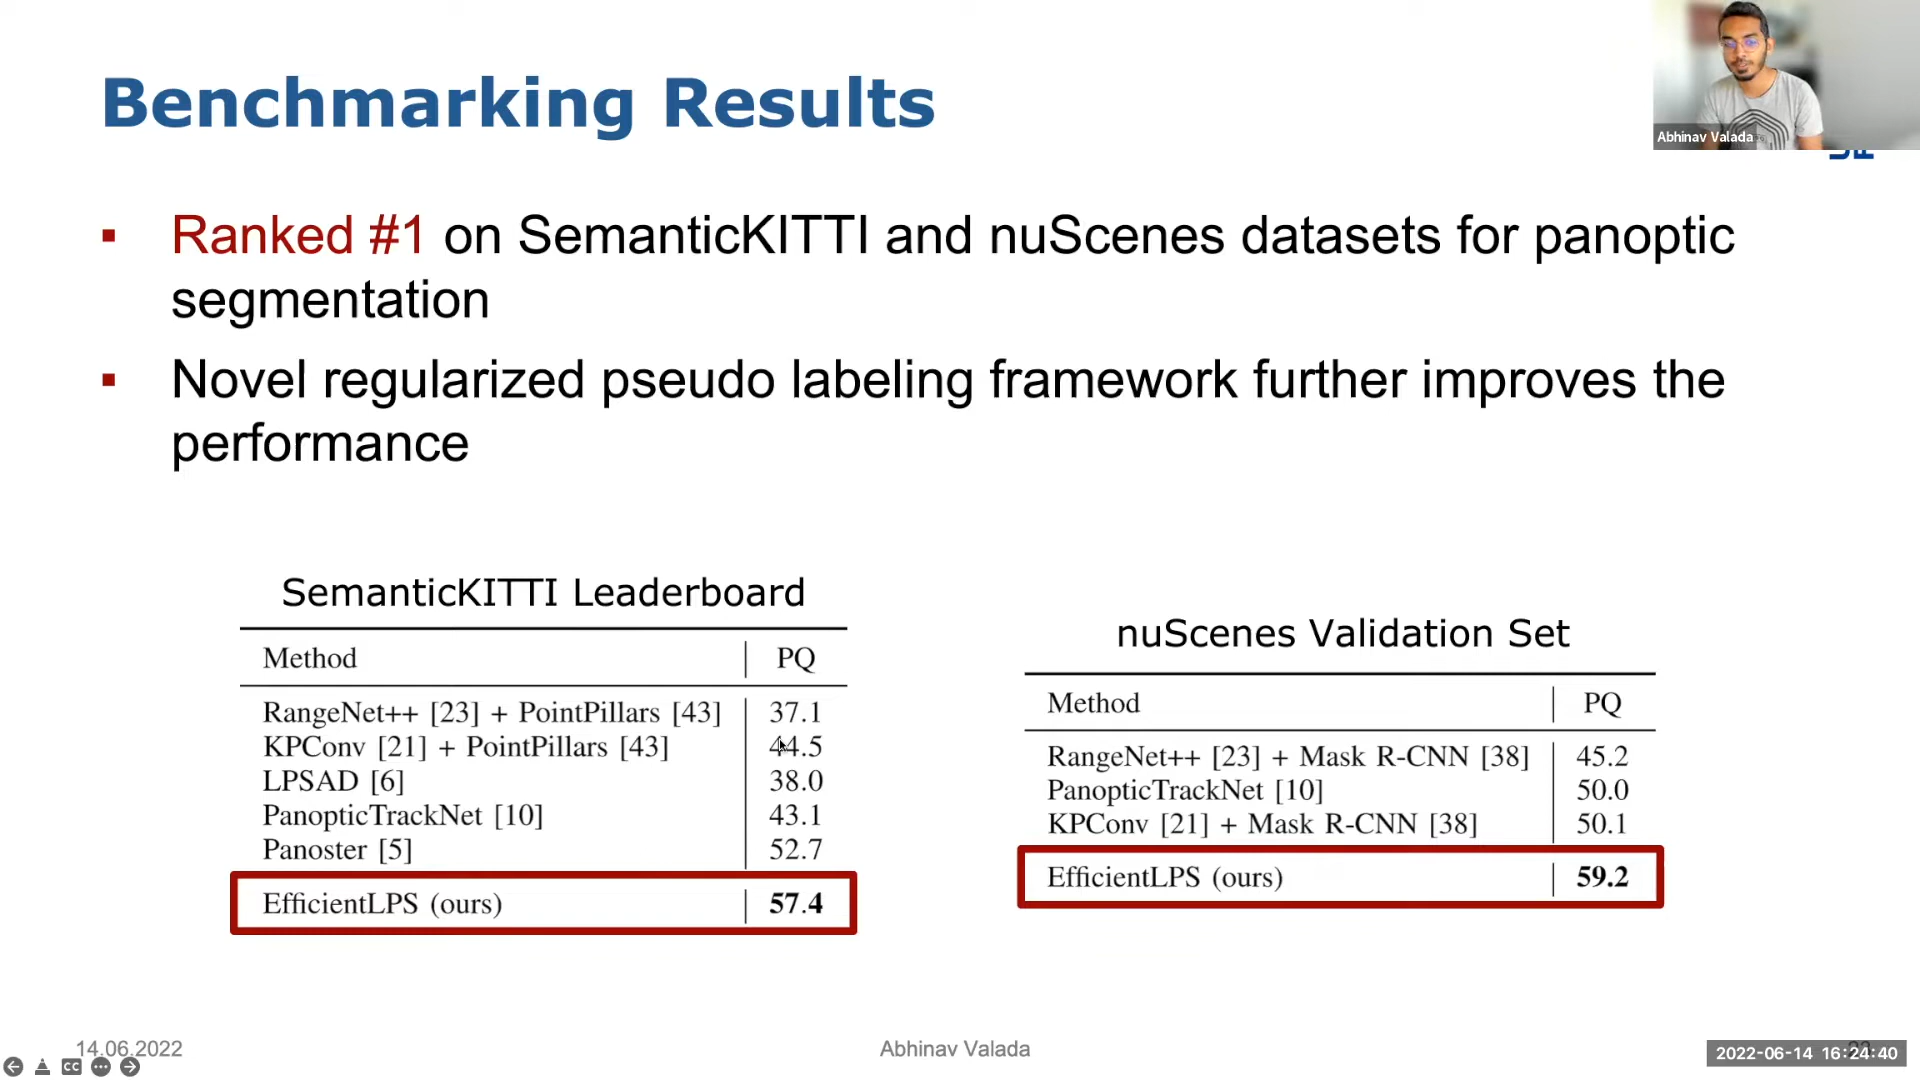 Benchmarking Results
Abhinav Valada
▪ Ranked #1 on SemanticKITTI and nuScenes datasets for panoptic
segmentation
▪ Novel regularized pseudo labeling framework further improves the
performance
SemanticKITTI Leaderboard
Method PQ
RangeNet++ [23] + PointPillars [43] 37.1
KPConv [21] + PointPillars [43] 44.5
LPSAD [6] 38.0
PanopticTrackNet [10] 43.1
Panoster [5] 52.7
EfficientLPS (ours) 57.4
nuScenes Validation Set
Method PQ
RangeNet++ [23] + Mask R-CNN [38] 45.2
PanopticTrackNet [10] 50.0
KPConv [21] + Mask R-CNN [38] 50.1
EfficientLPS (ours) 59.2
14.06.2022
Abhinav Valada
CC
2022-06-14 16:24:40